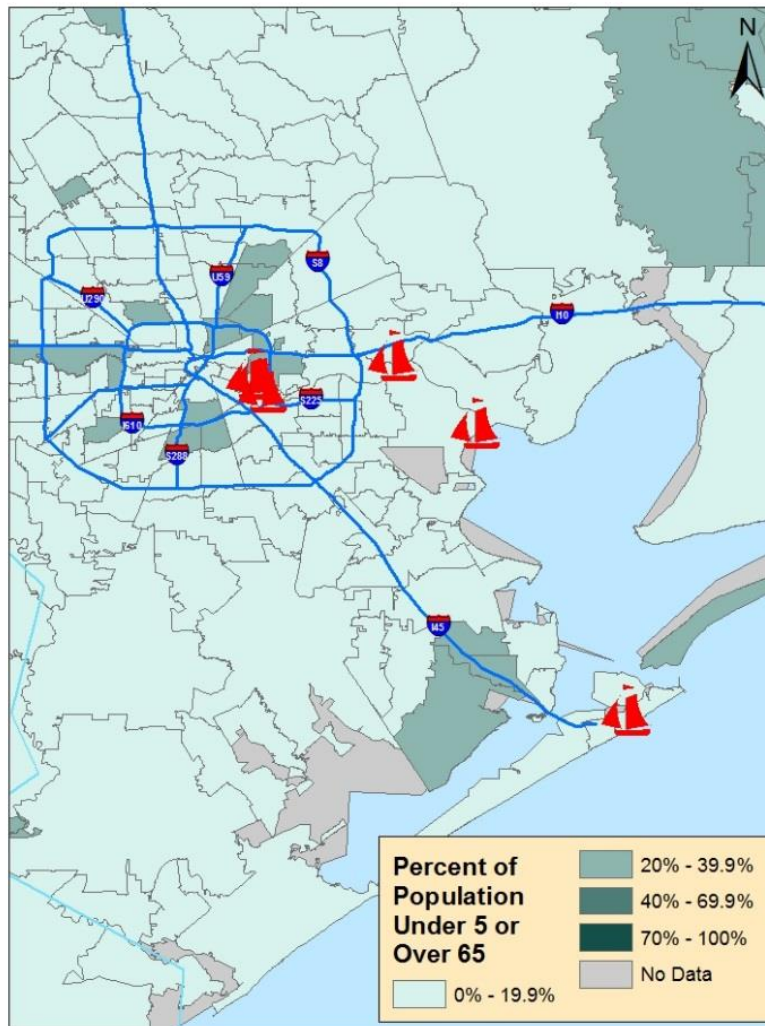 N
U59
S8
U290
I10
S225
I610
S288
I45
Percent of
Population
Under 5 or
Over 65
0% - 19.9%
20% - 39.9%
40% - 69.9%
70% - 100%
No Data